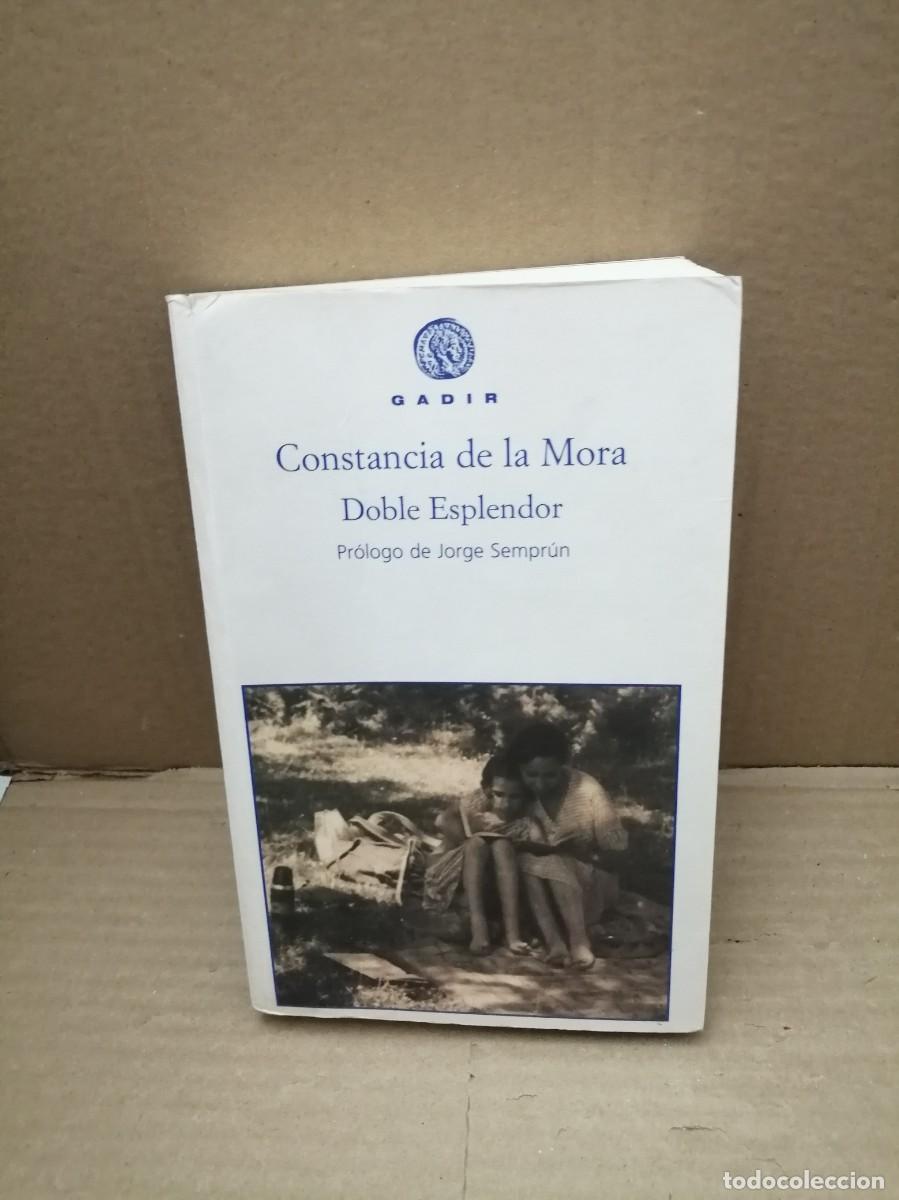 GADIR
Constancia de la Mora
Doble Esplendor
Prólogo de Jorge Semprún
todocoleccion